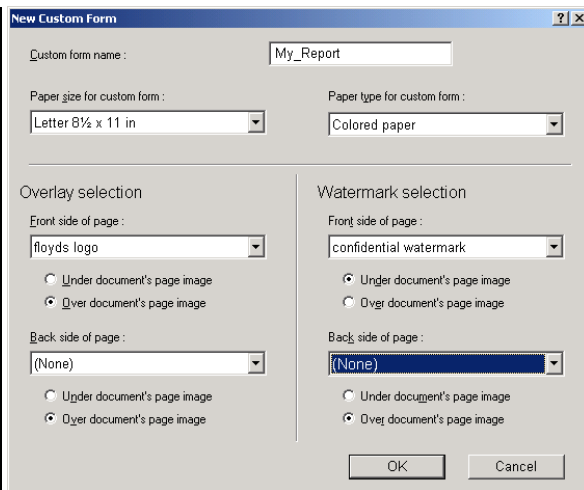 New Custom Form
Custom form name :
My_Report
Paper size for custom form :
Letter 8½ x 11 in
Paper type for custom form :
Colored paper
Overlay selection
Front side of page :
floyds logo
Under document's page image
Over document's page image
Back side of page :
(None)
Under document's page image
Over document's page image
Watermark selection
Front side of page :
confidential watermark
Under document's page image
Over document's page image
Back side of page :
(None)
Under document's page image
Over document's page image
OK
Cancel